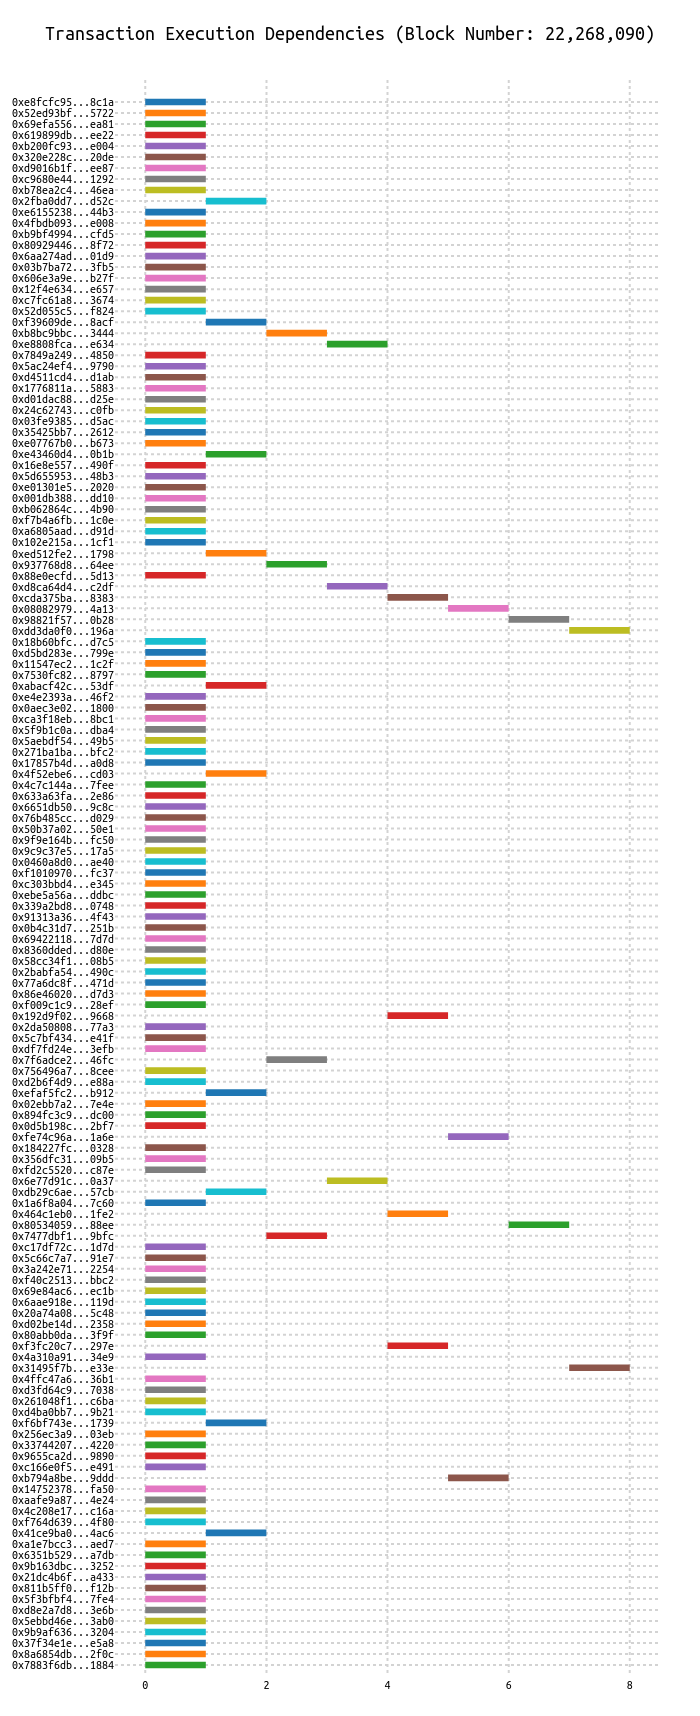 Transaction Execution Dependencies (Block Number: 22,268,090)
0xe8fcfc95...8c1a
0x52ed93bf...5722
0x69efa556...ea81
0x619899db...ee22
0xb200fc93...e004
0x320e228c...20de
0xd9016b1f...ee87
0xc9680e44...1292
0xb78ea2c4...46ea
0x2fba0dd7...d52c
0xe6155238...44b3
0x4fbdb093...e008
0xb9bf4994...cfd5
0x80929446...8f72
0x6aa274ad...01d9
0x03b7ba72...3fb5
0x606e3a9e...b27f
0x12f4e634...e657
0xc7fc61a8...3674
0x52d055c5...f824
0xf39609de...8acf
0xb8bc9bbc...3444
0xe8808fca...e634
0x7849a249...4850
0x5ac24ef4...9790
0xd4511cd4...d1ab
0x1776811a...5883
0xd01dac88...d25e
0x24c62743...c0fb
0x03fe9385...d5ac
0x35425bb7...2612
0xe07767b0...b673
0xe43460d4...0b1b
0x16e8e557...490f
0x5d655953...48b3
0xe01301e5...2020
0x001db388...dd10
0xb062864c...4b90
0xf7b4a6fb...1c0e
0xa6805aad...d91d
0x102e215a...1cf1
0xed512fe2...1798
0x937768d8...64ee
0x88e0ecfd...5d13
0xd8ca64d4...c2df
0xcda375ba...8383
0x08082979...4a13
0x98821f57...0b28
0xdd3da0f0...196a
0x18b60bfc...d7c5
0xd5bd283e...799e
0x11547ec2...1c2f
0x7530fc82...8797
0xabacf42c...53df
0xe4e2393a...46f2
0x0aec3e02...1800
0xca3f18eb...8bc1
0x5f9b1c0a...dba4
0x5aebdf54...49b5
0x271ba1ba...bfc2
0x17857b4d...a0d8
0x4f52ebe6...cd03
0x4c7c144a...7fee
0x633a63fa...2e86
0x6651db50...9c8c
0x76b485cc...d029
0x50b37a02...50e1
0x9f9e164b...fc50
0x9c9c37e5...17a5
0x0460a8d0...ae40
0xf1010970...fc37
0xc303bbd4...e345
0xebe5a56a...ddbc
0x339a2bd8...0748
0x91313a36...4f43
0x0b4c31d7...251b
0x69422118...7d7d
0x8360dded...d80e
0x58cc34f1...08b5
0x2babfa54...490c
0x77a6dc8f...471d
0x86e46020...d7d3
0xf009c1c9...28ef
0x192d9f02...9668
0x2da50808...77a3
0x5c7bf434...e41f
0xdf7fd24e...3efb
0x7f6adce2...46fc
0x756496a7...8cee
0xd2b6f4d9...e88a
0xefaf5fc2...b912
0x02ebb7a2...7e4e
0x894fc3c9...dc00
0x0d5b198c...2bf7
0xfe74c96a...1a6e
0x184227fc...0328
0x356dfc31...09b5
0xfd2c5520...c87e
0x6e77d91c...0a37
0xdb29c6ae...57cb
0x1a6f8a04...7c60
0x464c1eb0...1fe2
0x80534059...88ee
0x7477dbf1...9bfc
0xc17df72c...1d7d
0x5c66c7a7...91e7
0x3a242e71...2254
0xf40c2513...bbc2
0x69e84ac6...ec1b
0x6aae918e...119d
0x20a74a08...5c48
0xd02be14d...2358
0x80abb0da...3f9f
0xf3fc20c7...297e
0x4a310a91...34e9
0x31495f7b...e33e
0x4ffc47a6...36b1
0xd3fd64c9...7038
0x261048f1...c6ba
0xd4ba0bb7...9b21
0xf6bf743e...1739
0x256ec3a9...03eb
0x33744207...4220
0x9655ca2d...9890
0xc166e0f5...e491
0xb794a8be...9ddd
0x14752378...fa50
0xaafe9a87...4e24
0x4c208e17...c16a
0xf764d639...4f80
0x41ce9ba0...4ac6
0xa1e7bcc3...aed7
0x6351b529...a7db
0x9b163dbc...3252
0x21dc4b6f...a433
0x811b5ff0...f12b
0x5f3bfbf4...7fe4
0xd8e2a7d8...3e6b
0x5ebbd46e...3ab0
0x9b9af636...3204
0x37f34e1e...e5a8
0x8a6854db...2f0c
0x7883f6db...1884
0 2 4 6 8